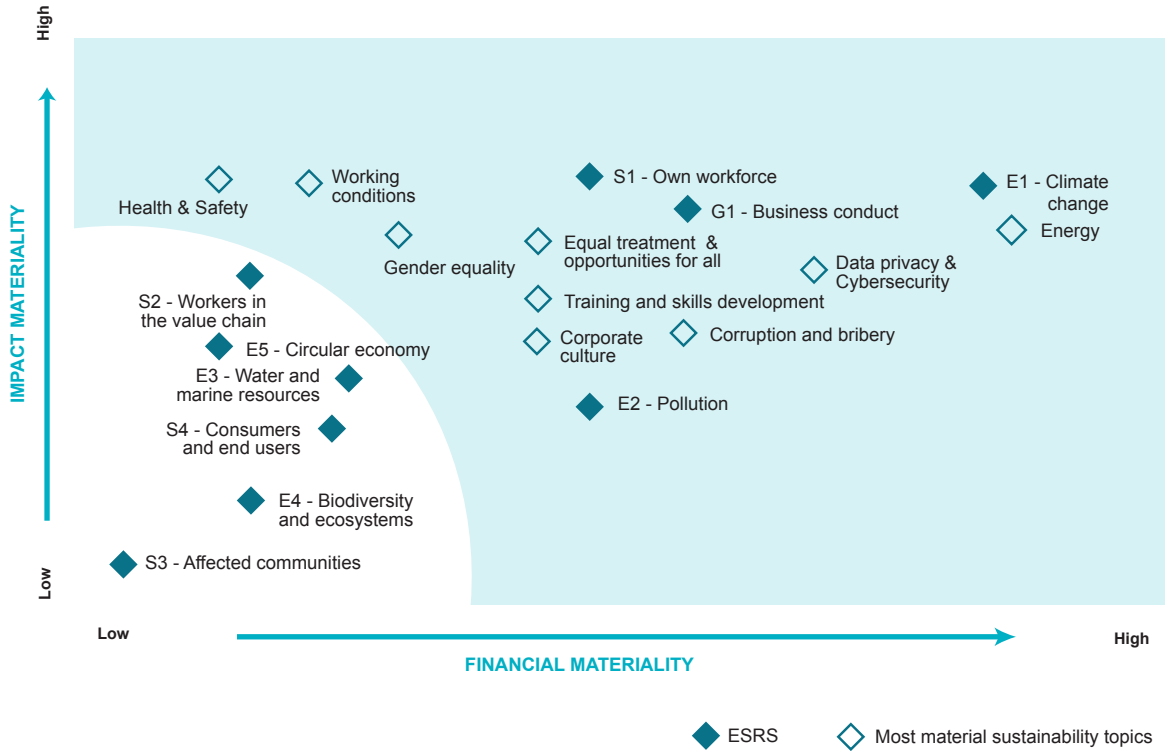 High
IMPACT MATERIALITY
Low
Health & Safety
Working
conditions
Gender equality
S1 - Own workforce
G1 - Business conduct
E1 - Climate
change
Energy
Equal treatment &
opportunities for all
Data privacy &
Cybersecurity
Training and skills development
Corporate
culture
Corruption and bribery
E2 - Pollution
S2 - Workers in
the value chain
E5 - Circular economy
E3 - Water and
marine resources
S4 - Consumers
and end users
E4 - Biodiversity
and ecosystems
S3 - Affected communities
Low
High
FINANCIAL MATERIALITY
ESRS
Most material sustainability topics